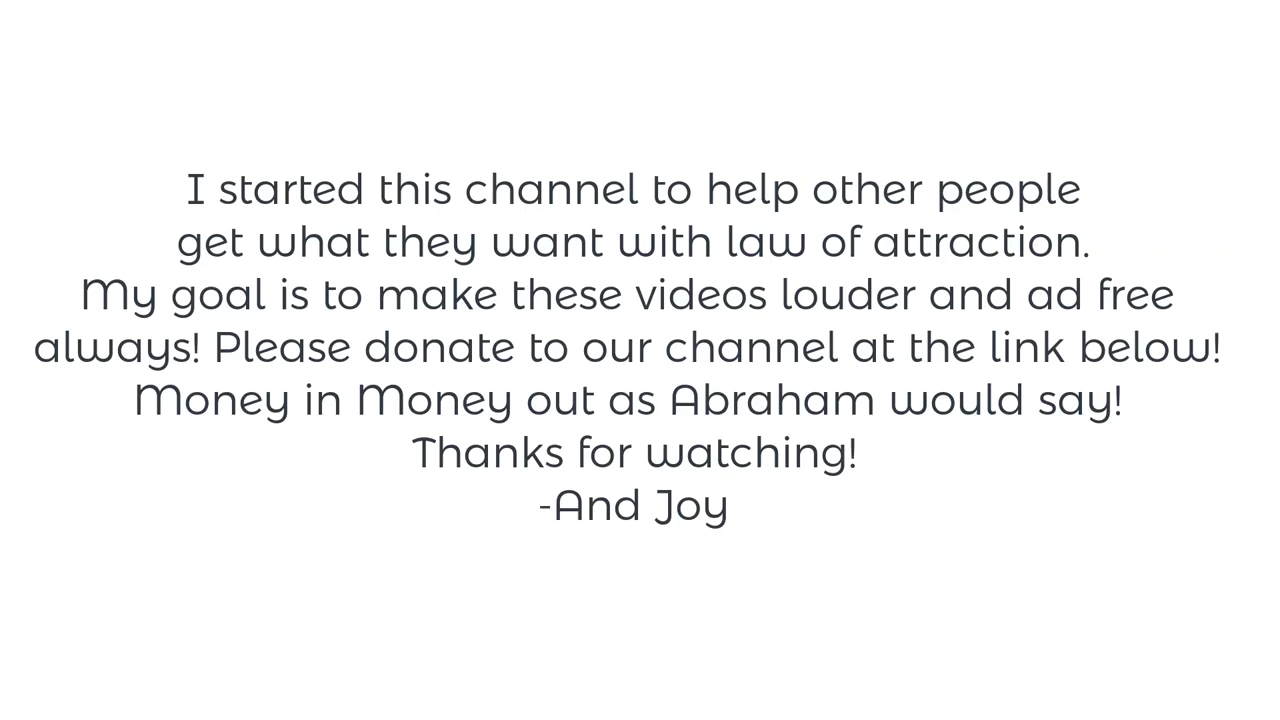 I started this channel to help other people
get what they want with law of attraction.
My goal is to make these videos louder and ad free
always! Please donate to our channel at the link below!
Money in Money out as Abraham would say!
Thanks for watching!
-And Joy